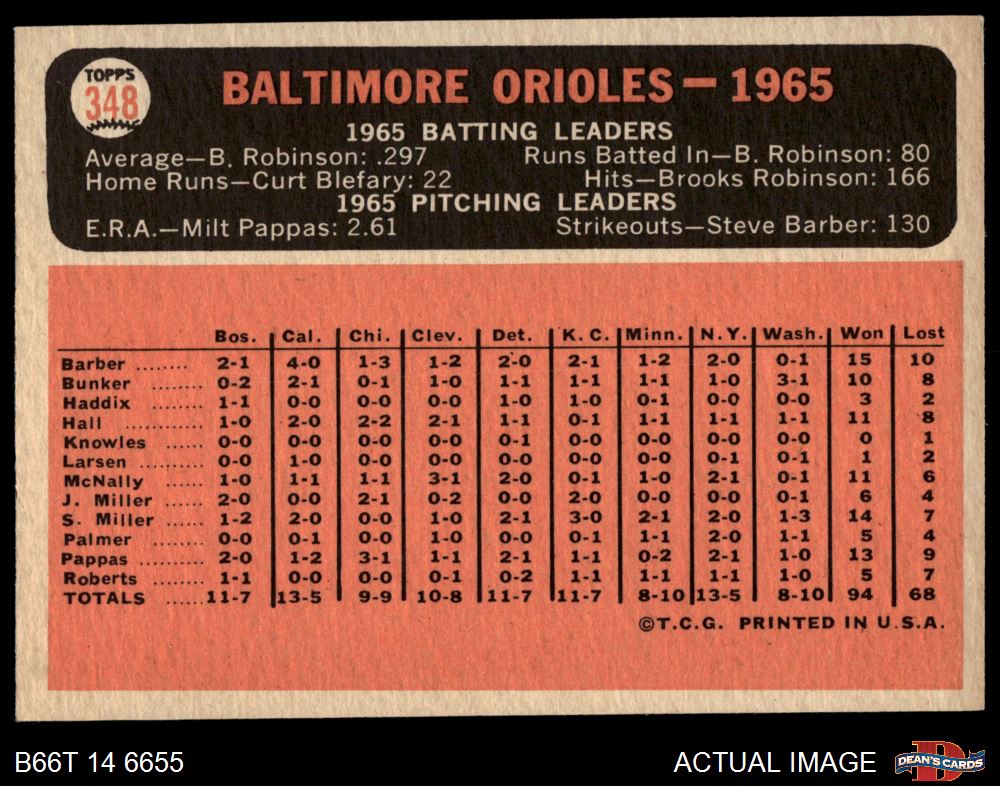 TOPPS
348
BALTIMORE ORIOLES — 1965
1965 BATTING LEADERS
Average—B. Robinson: .297 Runs Batted In—B. Robinson: 80
Home Runs—Curt Blefary: 22 Hits—Brooks Robinson: 166
1965 PITCHING LEADERS
E.R.A.—Milt Pappas: 2.61 Strikeouts—Steve Barber: 130
Bos. Cal. Chi. Clev. Det. K.C. Minn. N.Y. Wash. Won Lost
Barber ........ 2-1 4-0 1-3 1-2 2-0 2-1 1-2 2-0 0-1 15 10
Bunker ........ 0-2 2-1 0-1 1-0 1-1 1-1 1-1 1-0 3-1 10 8
Haddix ........ 1-1 0-0 0-0 0-0 1-0 1-0 0-1 0-0 0-0 3 2
Hall ........ 1-0 2-0 2-2 2-1 1-1 0-1 1-1 1-1 1-1 11 8
Knowles ...... 0-0 0-0 0-0 0-0 0-1 0-0 0-0 0-0 0-0 0 1
Larsen .......... 0-0 1-0 0-0 0-0 0-0 0-0 0-0 0-1 0-1 1 2
McNally ...... 1-0 1-1 1-1 3-1 2-0 0-1 1-0 2-1 0-1 11 6
J. Miller ...... 2-0 0-0 2-1 0-2 0-0 2-0 0-0 0-0 0-1 6 4
S. Miller ...... 1-2 2-0 0-0 1-0 2-1 3-0 2-1 2-0 1-3 14 7
Palmer ........ 0-0 0-1 0-0 1-0 0-0 0-1 1-1 2-0 1-1 5 4
Pappas ........ 2-0 1-2 3-1 1-1 2-1 1-1 0-2 2-1 1-0 13 9
Roberts ...... 1-1 0-0 0-0 0-1 0-2 1-1 1-1 1-1 1-0 5 7
TOTALS ...... 11-7 13-5 9-9 10-8 11-7 11-7 8-10 13-5 8-10 94 68
©T.C.G. PRINTED IN U.S.A.
B66T 14 6655 ACTUAL IMAGE DEAN'S CARDS